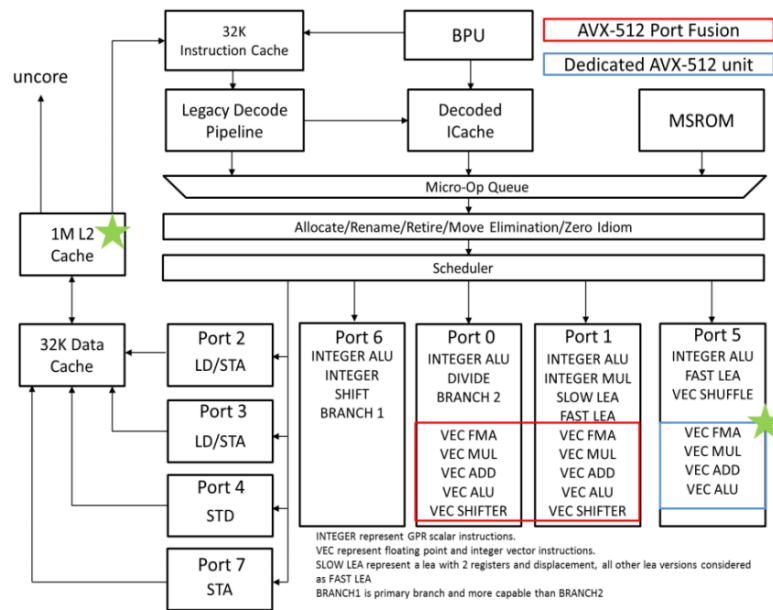 32K
Instruction Cache
BPU
AVX-512 Port Fusion
Dedicated AVX-512 unit
uncore
Legacy Decode
Pipeline
Decoded
ICache
MSROM
Micro-Op Queue
1M L2
Cache
Allocate/Rename/Retire/Move Elimination/Zero Idiom
Scheduler
32K Data
Cache
Port 2
LD/STA
Port 3
LD/STA
Port 4
STD
Port 7
STA
Port 6
INTEGER ALU
INTEGER
SHIFT
BRANCH 1
Port 0
INTEGER ALU
DIVIDE
BRANCH 2
VEC FMA
VEC MUL
VEC ADD
VEC ALU
VEC SHIFTER
Port 1
INTEGER ALU
INTEGER MUL
SLOW LEA
FAST LEA
VEC FMA
VEC MUL
VEC ADD
VEC ALU
VEC SHIFTER
Port 5
INTEGER ALU
FAST LEA
VEC SHUFFLE
VEC FMA
VEC MUL
VEC ADD
VEC ALU
INTEGER represent GPR scalar instructions.
VEC represent floating point and integer vector instructions.
SLOW LEA represent a lea with 2 registers and displacement, all other lea versions considered
as FAST LEA
BRANCH1 is primary branch and more capable than BRANCH2